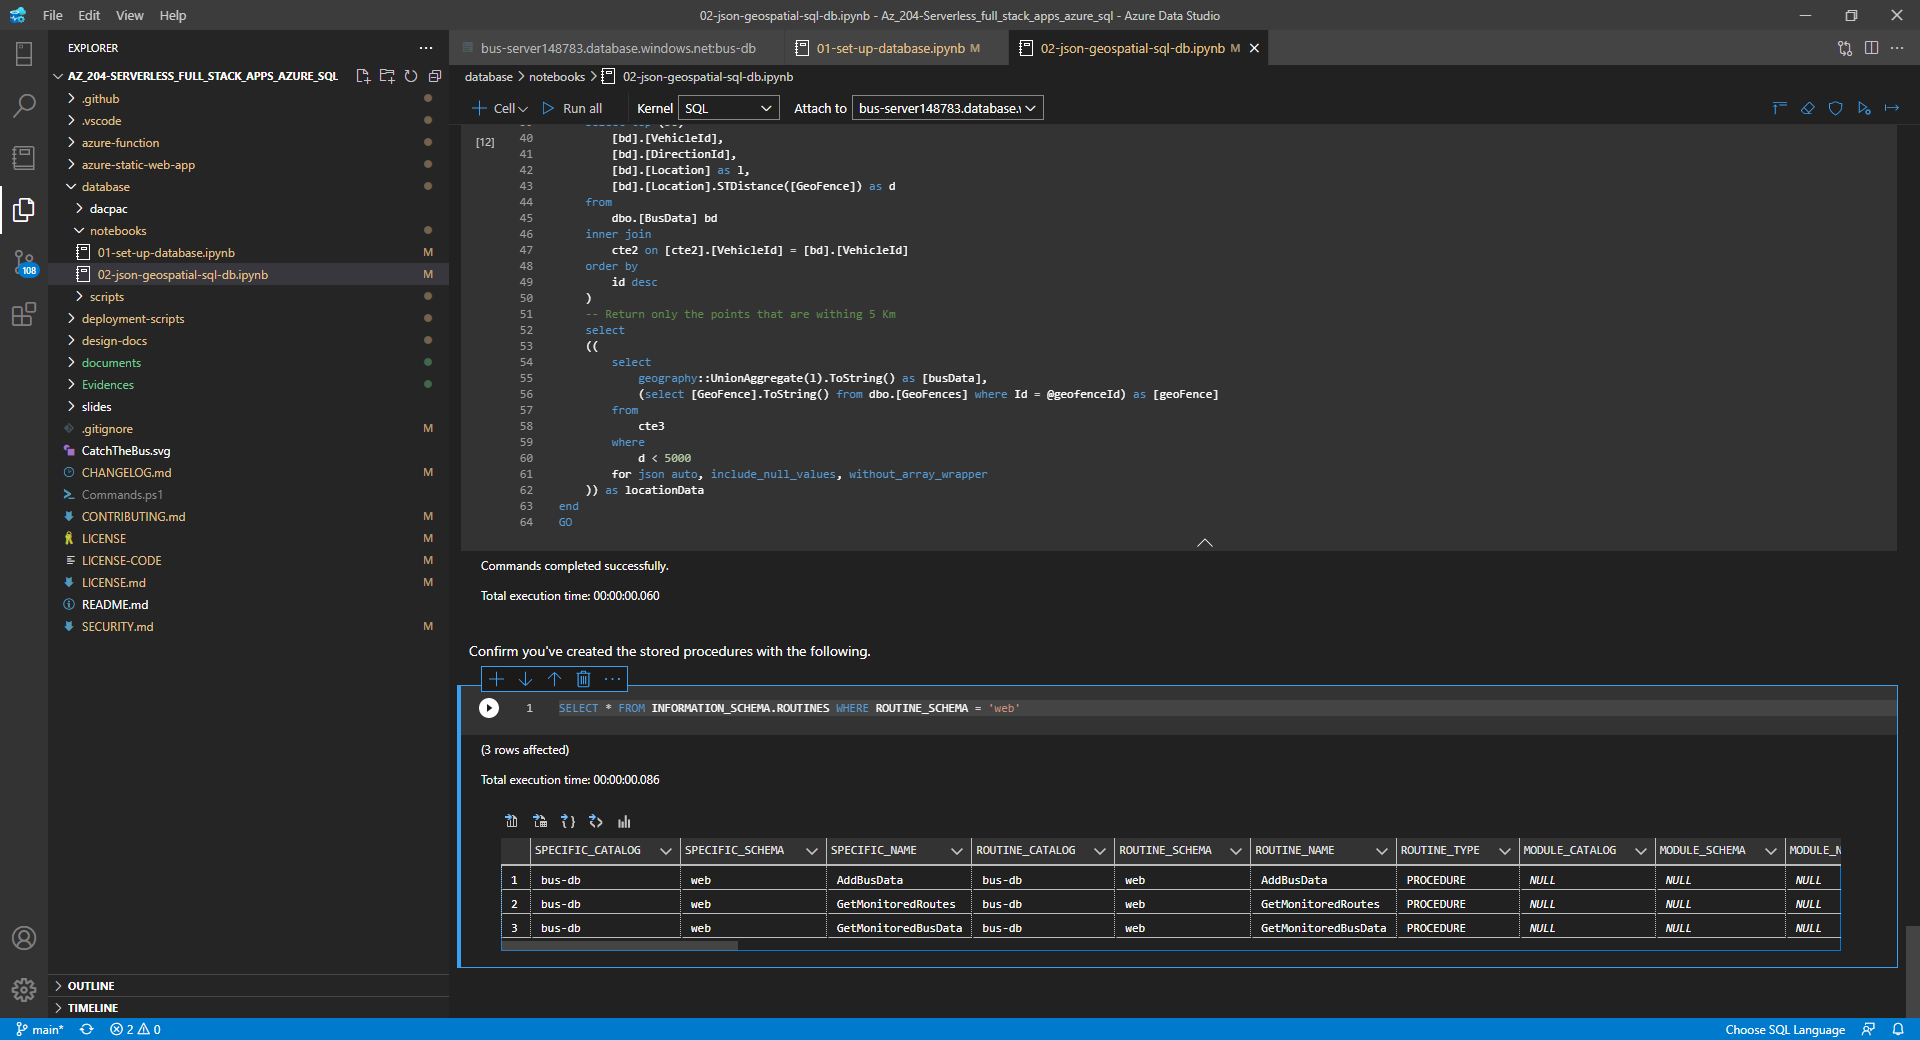 File Edit View Help
02-json-geospatial-sql-db.ipynb - Az_204-Serverless_full_stack_apps_azure_sql - Azure Data Studio
EXPLORER
AZ_204-SERVERLESS_FULL_STACK_APPS_AZURE_SQL
.github
.vscode
azure-function
azure-static-web-app
database
dacpac
notebooks
01-set-up-database.ipynb M
02-json-geospatial-sql-db.ipynb M
scripts
deployment-scripts
design-docs
documents
Evidences
slides
.gitignore M
CatchTheBus.svg
CHANGELOG.md M
Commands.ps1
CONTRIBUTING.md M
LICENSE M
LICENSE-CODE M
LICENSE.md M
README.md
SECURITY.md M
OUTLINE
TIMELINE
108
bus-server148783.database.windows.net:bus-db
01-set-up-database.ipynb M
02-json-geospatial-sql-db.ipynb M
database > notebooks > 02-json-geospatial-sql-db.ipynb
Cell Run all Kernel SQL Attach to bus-server148783.database.
[12]
40 [bd].[VehicleId],
41 [bd].[DirectionId],
42 [bd].[Location] as l,
43 [bd].[Location].STDistance([GeoFence]) as d
44 from
45 dbo.[BusData] bd
46 inner join
47 cte2 on [cte2].[VehicleId] = [bd].[VehicleId]
48 order by
49 id desc
50 )
51 -- Return only the points that are withing 5 Km
52 select
53 ((
54 select
55 geography::UnionAggregate(l).ToString() as [busData],
56 (select [GeoFence].ToString() from dbo.[GeoFences] where Id = @geofenceId) as [geoFence]
57 from
58 cte3
59 where
60 d < 5000
61 for json auto, include_null_values, without_array_wrapper
62 )) as locationData
63 end
64 GO
Commands completed successfully.
Total execution time: 00:00:00.060
Confirm you've created the stored procedures with the following.
1 SELECT * FROM INFORMATION_SCHEMA.ROUTINES WHERE ROUTINE_SCHEMA = 'web'
(3 rows affected)
Total execution time: 00:00:00.086
SPECIFIC_CATALOG SPECIFIC_SCHEMA SPECIFIC_NAME ROUTINE_CATALOG ROUTINE_SCHEMA ROUTINE_NAME ROUTINE_TYPE MODULE_CATALOG MODULE_SCHEMA MODULE_N
1 bus-db web AddBusData bus-db web AddBusData PROCEDURE NULL NULL NULL
2 bus-db web GetMonitoredRoutes bus-db web GetMonitoredRoutes PROCEDURE NULL NULL NULL
3 bus-db web GetMonitoredBusData bus-db web GetMonitoredBusData PROCEDURE NULL NULL NULL
main* 2 0
Choose SQL Language